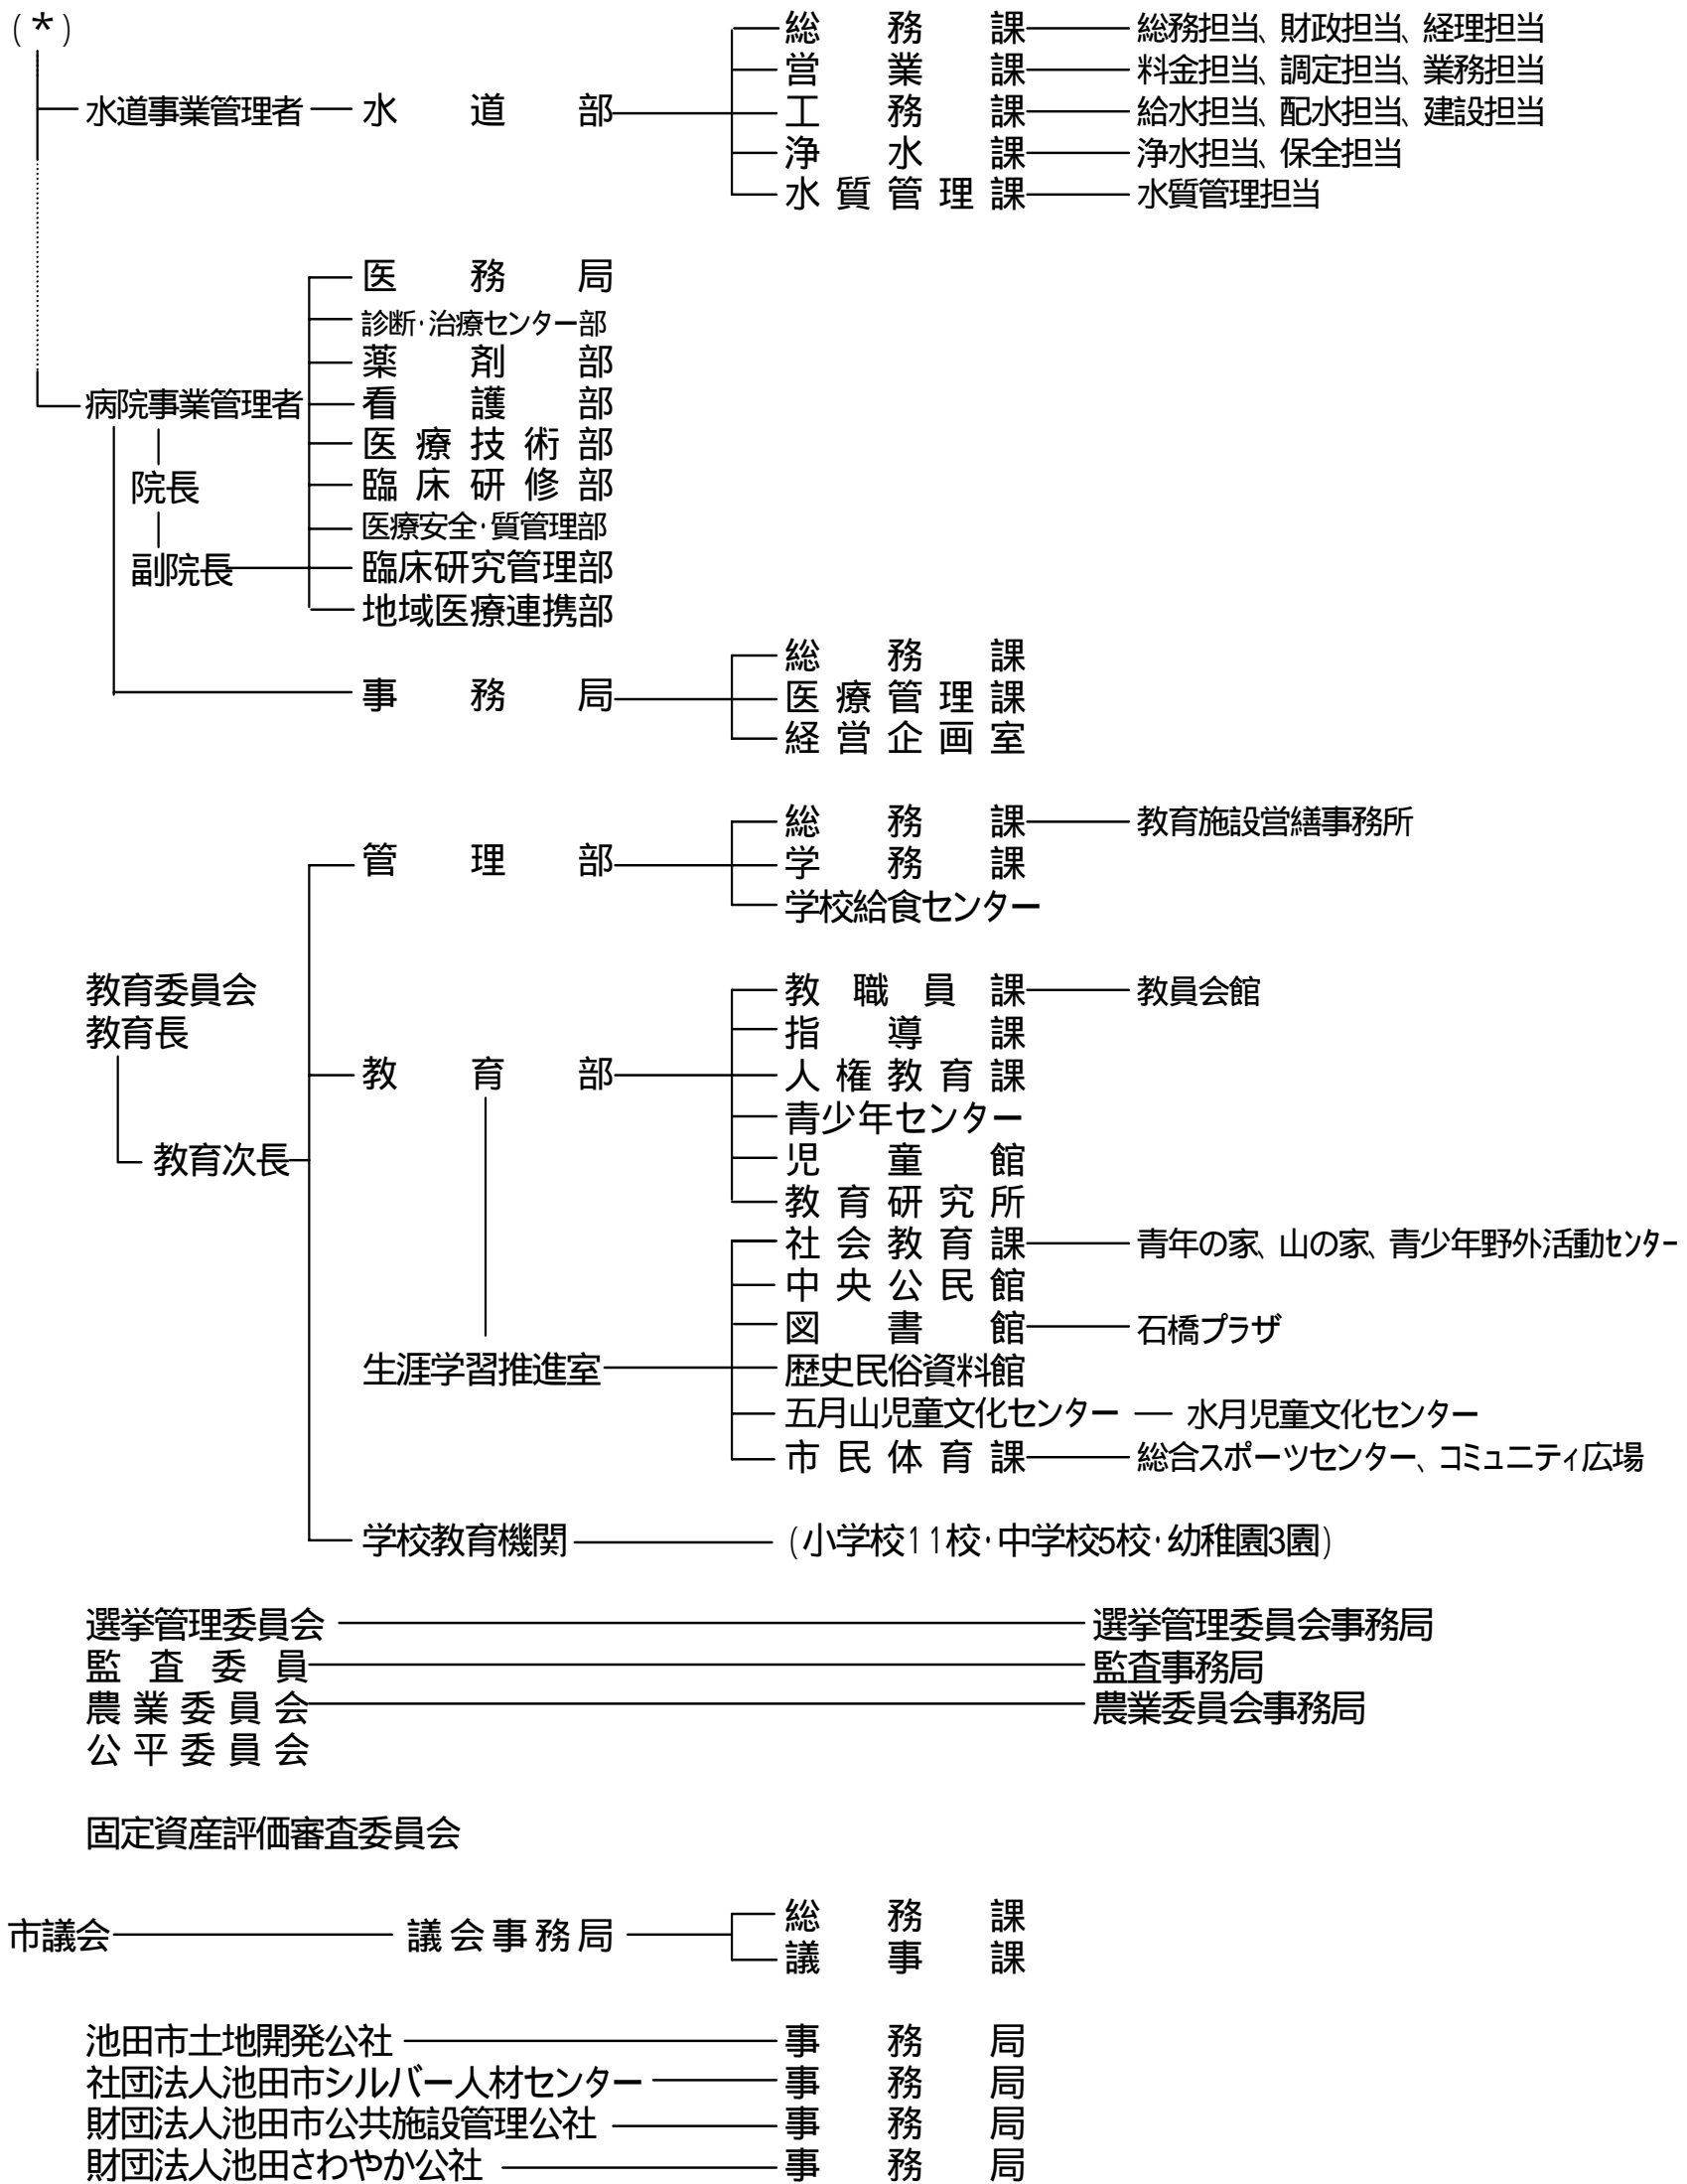 (*)
総務課 総務担当、財政担当、経理担当
営業課 料金担当、調定担当、業務担当
水道事業管理者 水道部 工務課 給水担当、配水担当、建設担当
浄水課 浄水担当、保全担当
水質管理課 水質管理担当
医務局
診断・治療センター部
薬剤部
病院事業管理者 看護部
医療技術部
院長 臨床研修部
医療安全・質管理部
副院長 臨床研究管理部
地域医療連携部
総務課
事務局 医療管理課
経営企画室
総務課 教育施設営繕事務所
管理部 学務課
学校給食センター
教育委員会 教職員課 教員会館
教育長 指導課
教育部 人権教育課
青少年センター
教育次長 児童館
教育研究所
社会教育課 青年の家、山の家、青少年野外活動センター
中央公民館
図書館 石橋プラザ
生涯学習推進室 歴史民俗資料館
五月山児童文化センター 水月児童文化センター
市民体育課 総合スポーツセンター、コミュニティ広場
学校教育機関 (小学校11校・中学校5校・幼稚園3園)
選挙管理委員会 選挙管理委員会事務局
監査委員 監査事務局
農業委員会 農業委員会事務局
公平委員会
固定資産評価審査委員会
総務課
市議会 議会事務局
議事課
池田市土地開発公社 事務局
社団法人池田市シルバー人材センター 事務局
財団法人池田市公共施設管理公社 事務局
財団法人池田さわやか公社 事務局